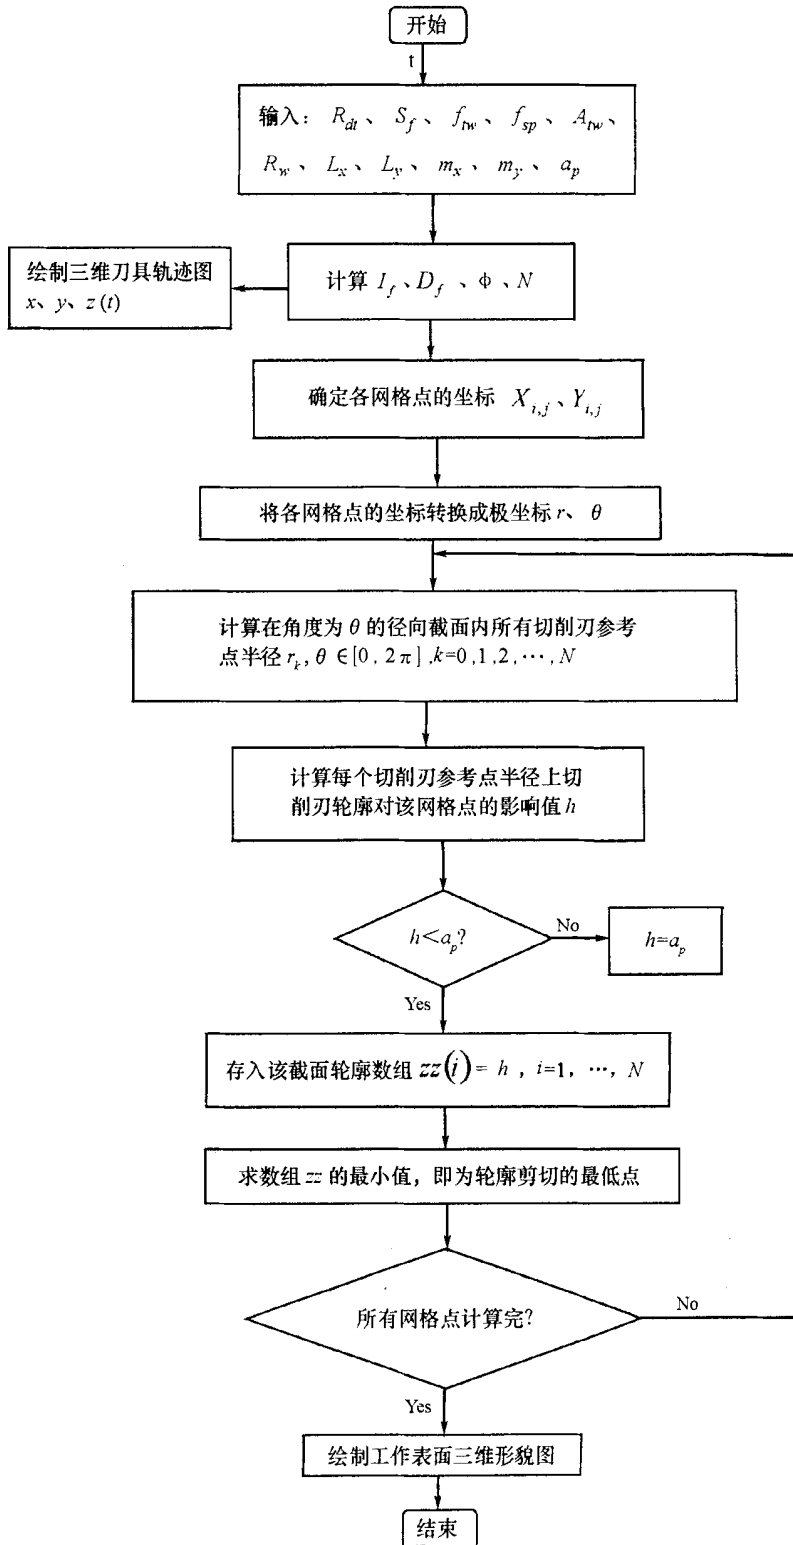 开始
t
输入： R_dt 、 S_f 、 f_tw 、 f_sp 、 A_tw 、
R_w 、 L_x 、 L_y 、 m_x 、 m_y 、 a_p
绘制三维刀具轨迹图
x、y、z (t)
计算 I_f 、D_f 、Φ、N
确定各网格点的坐标 X_i,j 、Y_i,j
将各网格点的坐标转换成极坐标 r、 θ
计算在角度为 θ 的径向截面内所有切削刃参考
点半径 r_k, θ ∈[0, 2π] ,k=0,1,2,⋯,N
计算每个切削刃参考点半径上切
削刃轮廓对该网格点的影响值 h
h<a_p?
No
h=a_p
Yes
存入该截面轮廓数组 zz(i) = h , i=1, …, N
求数组 zz 的最小值，即为轮廓剪切的最低点
所有网格点计算完?
No
Yes
绘制工作表面三维形貌图
结束